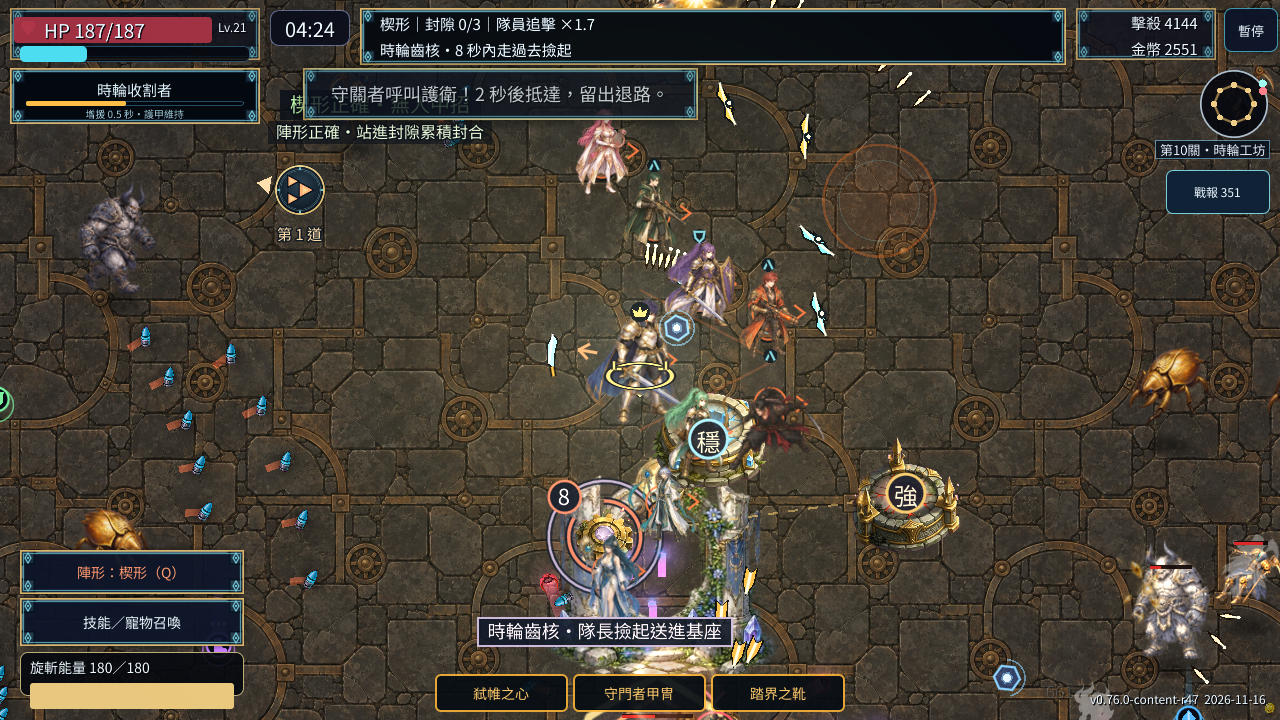 HP 187/187
Lv.21
04:24
楔形｜封隙 0/3｜隊員追擊 ×1.7
時輪齒核・8 秒內走過去撿起
擊殺 4144
金幣 2551
暫停
時輪收割者
增援 0.5 秒・護甲維持
守關者呼叫護衛！2 秒後抵達，留出退路。
陣形正確・站進封隙累積封合
第 1 道
第10關・時輪工坊
戰報 351
穩
強
8
陣形：楔形（Q）
技能／寵物召喚
旋斬能量 180／180
時輪齒核・隊長撿起送進基座
弒帷之心
守門者甲冑
踏界之靴
v0.76.0-content-r47 2026-11-16